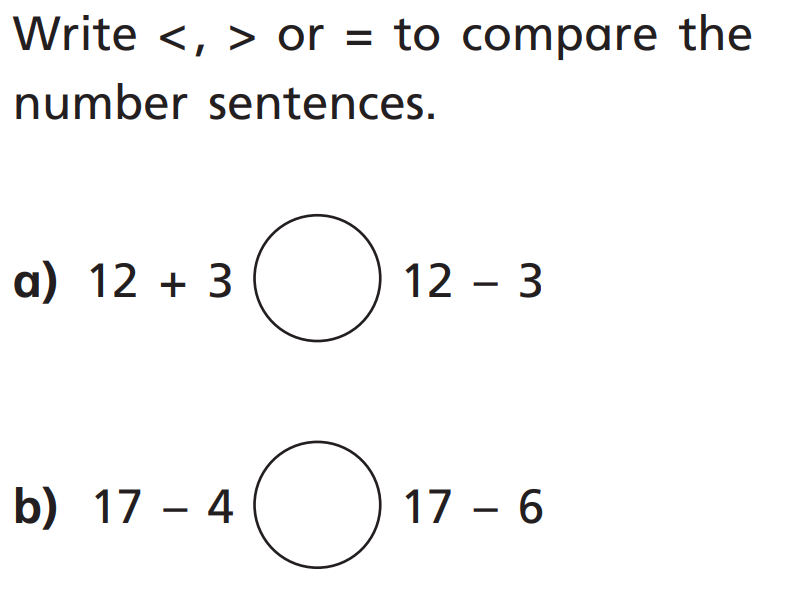 Write <, > or = to compare the
number sentences.
a) 12 + 3 12 – 3
b) 17 – 4 17 – 6